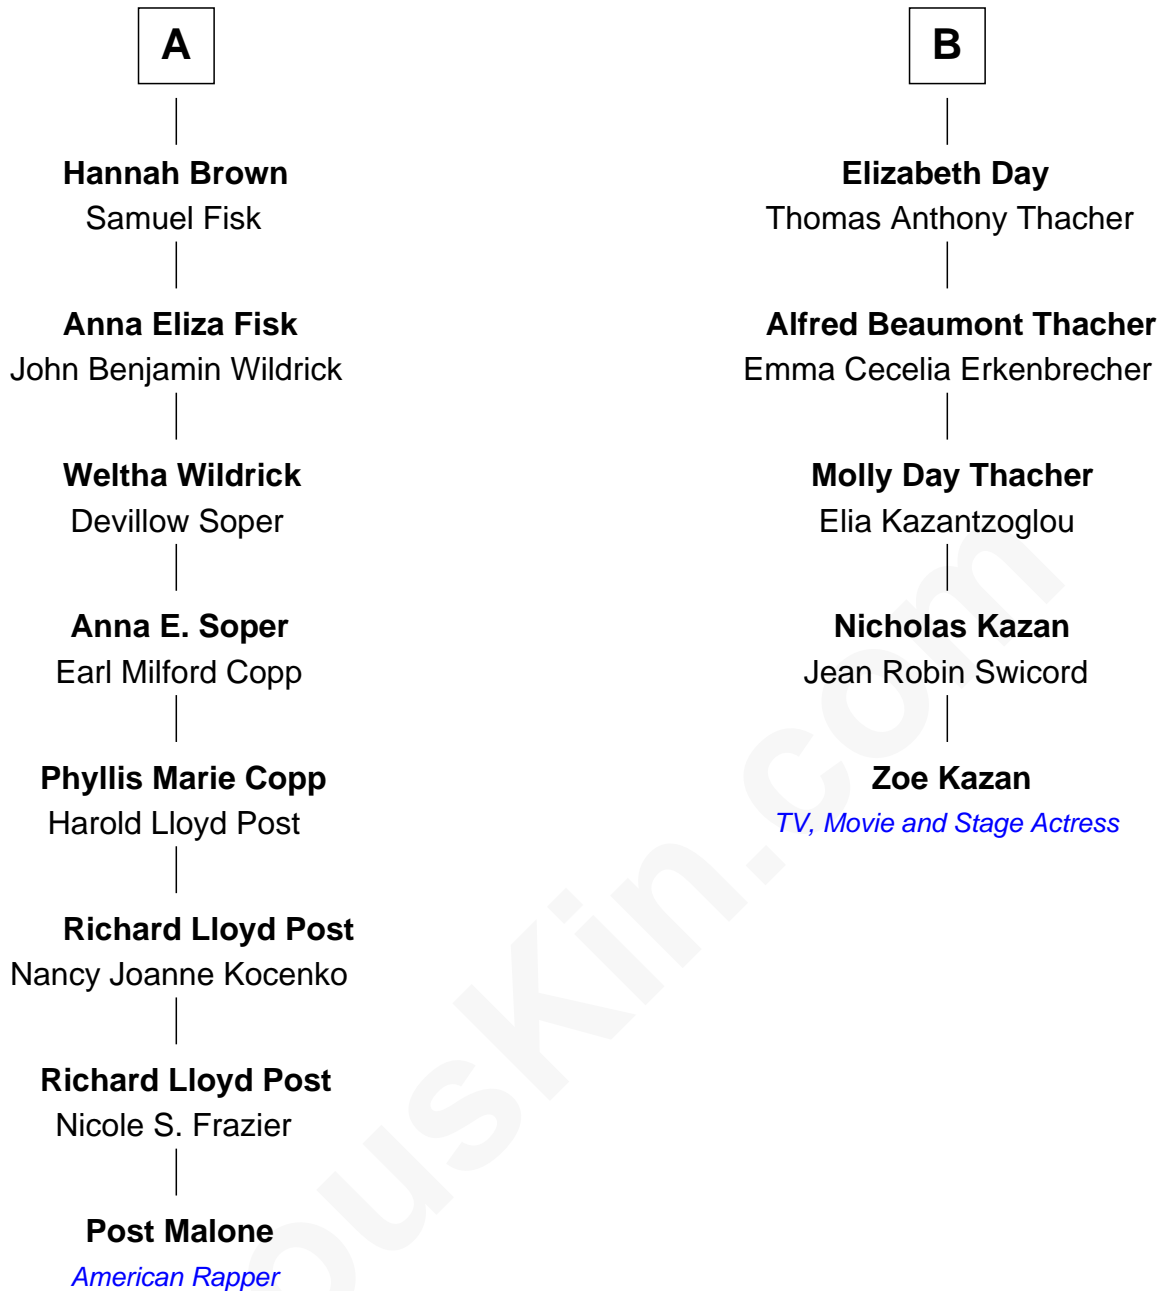 A
Hannah Brown
Samuel Fisk
Anna Eliza Fisk
John Benjamin Wildrick
Weltha Wildrick
Devillow Soper
Anna E. Soper
Earl Milford Copp
Phyllis Marie Copp
Harold Lloyd Post
Richard Lloyd Post
Nancy Joanne Kocenko
Richard Lloyd Post
Nicole S. Frazier
Post Malone
American Rapper
B
Elizabeth Day
Thomas Anthony Thacher
Alfred Beaumont Thacher
Emma Cecelia Erkenbrecher
Molly Day Thacher
Elia Kazantzoglou
Nicholas Kazan
Jean Robin Swicord
Zoe Kazan
TV, Movie and Stage Actress
ousKin.com